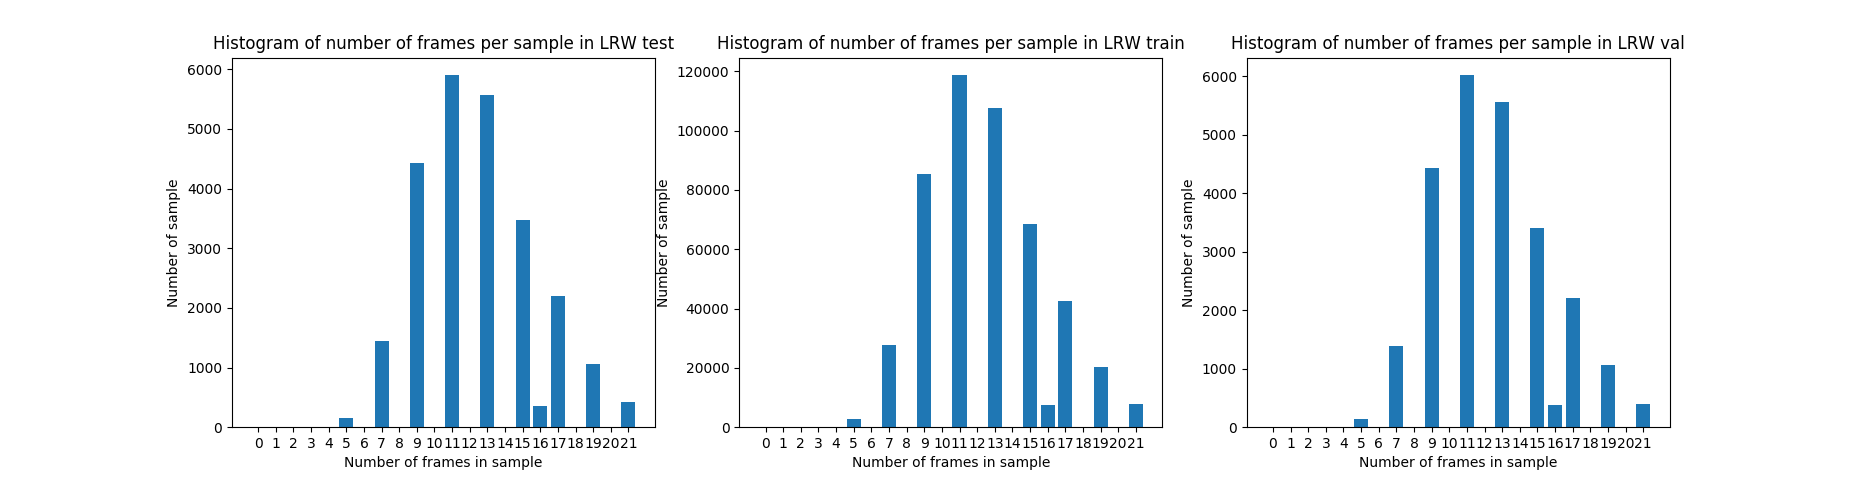 Histogram of number of frames per sample in LRW test
Number of sample
6000
5000
4000
3000
2000
1000
0
0 1 2 3 4 5 6 7 8 9 10 11 12 13 14 15 16 17 18 19 20 21
Number of frames in sample
Histogram of number of frames per sample in LRW train
Number of sample
120000
100000
80000
60000
40000
20000
0
0 1 2 3 4 5 6 7 8 9 10 11 12 13 14 15 16 17 18 19 20 21
Number of frames in sample
Histogram of number of frames per sample in LRW val
Number of sample
6000
5000
4000
3000
2000
1000
0
0 1 2 3 4 5 6 7 8 9 10 11 12 13 14 15 16 17 18 19 20 21
Number of frames in sample